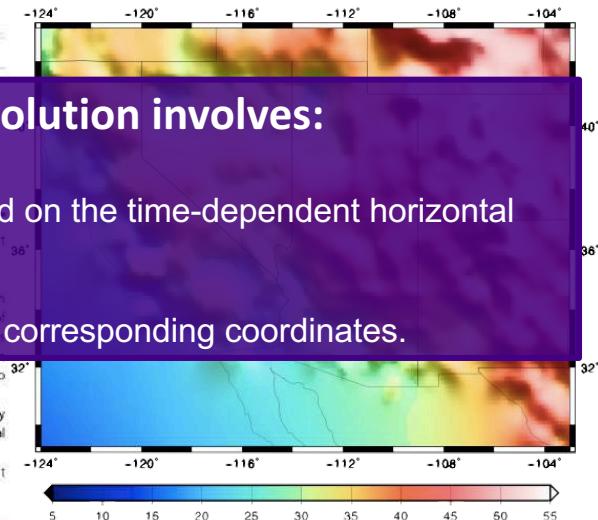 -124° -120° -116° -112° -108° -104°
olution involves:
40°
d on the time-dependent horizontal
36° 36°
corresponding coordinates.
32° 32°
-124° -120° -116° -112° -108° -104°
5 10 15 20 25 30 35 40 45 50 55